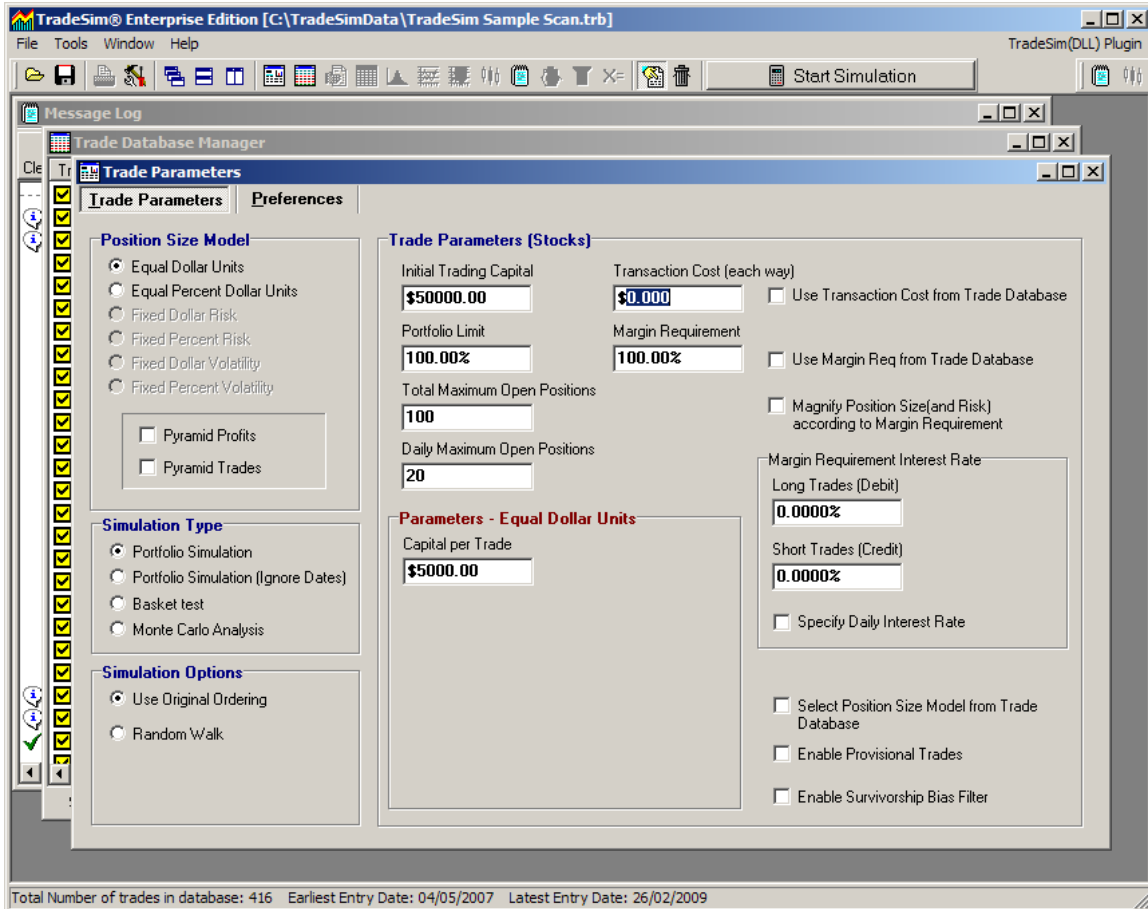 TradeSim® Enterprise Edition [C:\TradeSimData\TradeSim Sample Scan.trb]
File Tools Window Help TradeSim(DLL) Plugin
Start Simulation
Message Log
Trade Database Manager
Cle Tr Trade Parameters
Trade Parameters Preferences
Position Size Model
Equal Dollar Units
Equal Percent Dollar Units
Fixed Dollar Risk
Fixed Percent Risk
Fixed Dollar Volatility
Fixed Percent Volatility
Pyramid Profits
Pyramid Trades
Simulation Type
Portfolio Simulation
Portfolio Simulation (Ignore Dates)
Basket test
Monte Carlo Analysis
Simulation Options
Use Original Ordering
Random Walk
Trade Parameters (Stocks)
Initial Trading Capital Transaction Cost (each way)
$50000.00 $0.000 Use Transaction Cost from Trade Database
Portfolio Limit Margin Requirement
100.00% 100.00% Use Margin Req from Trade Database
Total Maximum Open Positions
100
Magnify Position Size(and Risk)
according to Margin Requirement
Daily Maximum Open Positions
20
Margin Requirement Interest Rate
Long Trades (Debit)
0.0000%
Short Trades (Credit)
0.0000%
Specify Daily Interest Rate
Parameters - Equal Dollar Units
Capital per Trade
$5000.00
Select Position Size Model from Trade
Database
Enable Provisional Trades
Enable Survivorship Bias Filter
Total Number of trades in database: 416 Earliest Entry Date: 04/05/2007 Latest Entry Date: 26/02/2009